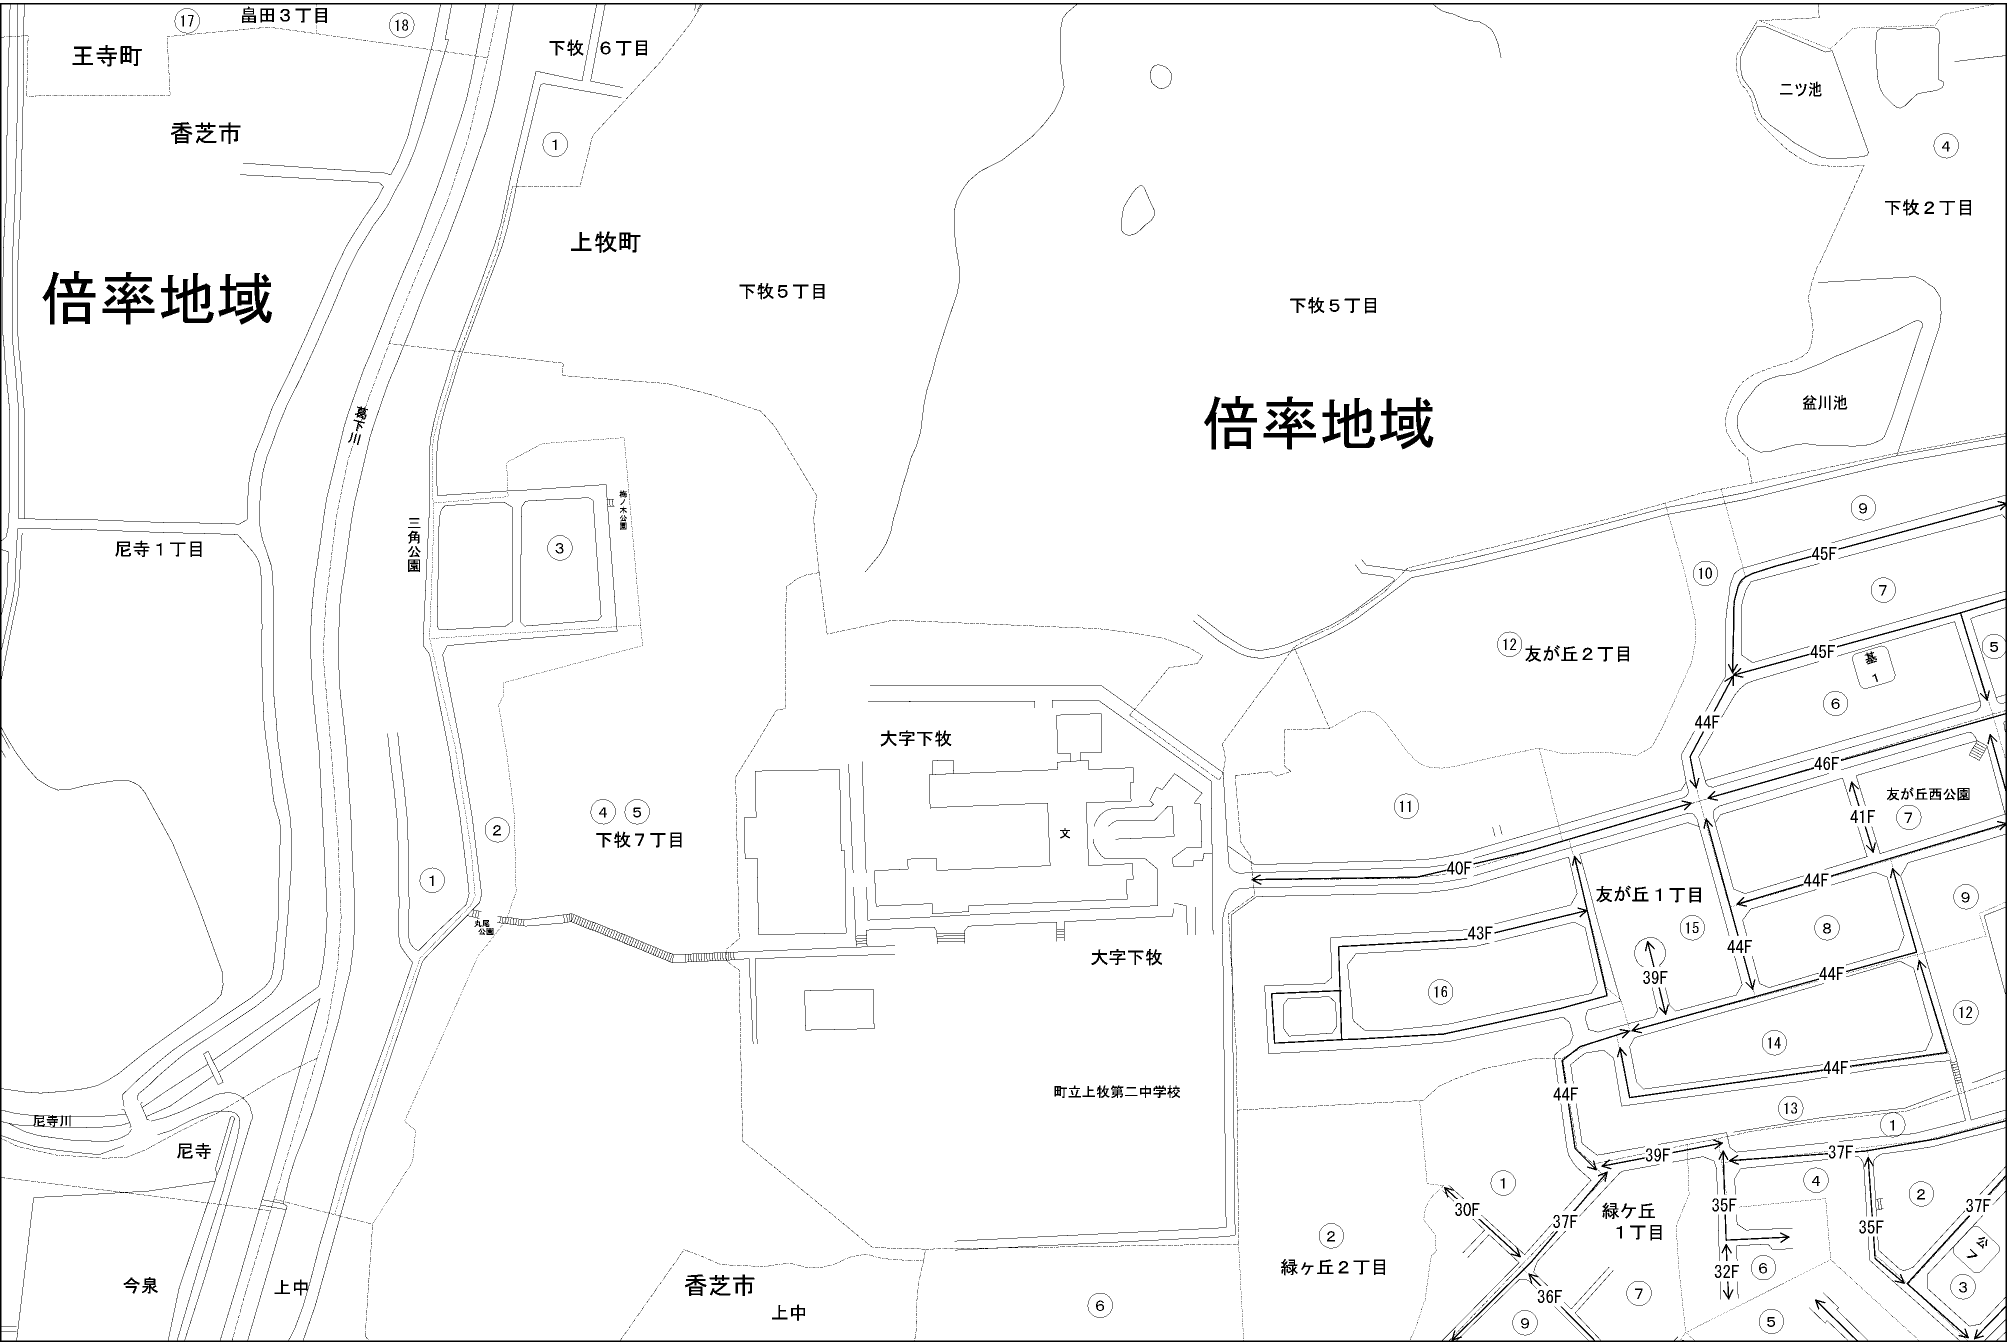 17
畠田３丁目
18
王寺町
下牧 ６丁目
香芝市
1
二ツ池
4
下牧２丁目
上牧町
倍率地域
下牧５丁目
下牧５丁目
倍率地域
盆川池
葛下川
梅ノ木公園
三角公園
3
尼寺１丁目
9
45F
10
7
12
友が丘２丁目
45F
基1
5
6
44F
大字下牧
46F
友が丘西公園
7
41F
11
4
5
下牧７丁目
2
文
1
40F
44F
友が丘１丁目
9
15
8
丸尾
公園
43F
44F
39F
44F
大字下牧
16
12
14
44F
44F
町立上牧第二中学校
13
1
尼寺川
尼寺
39F
37F
1
4
2
30F
37F
緑ケ丘
１丁目
35F
35F
37F
2
緑ヶ丘２丁目
公7
今泉
上中
香芝市
上中
6
32F
6
3
36F
7
9
5